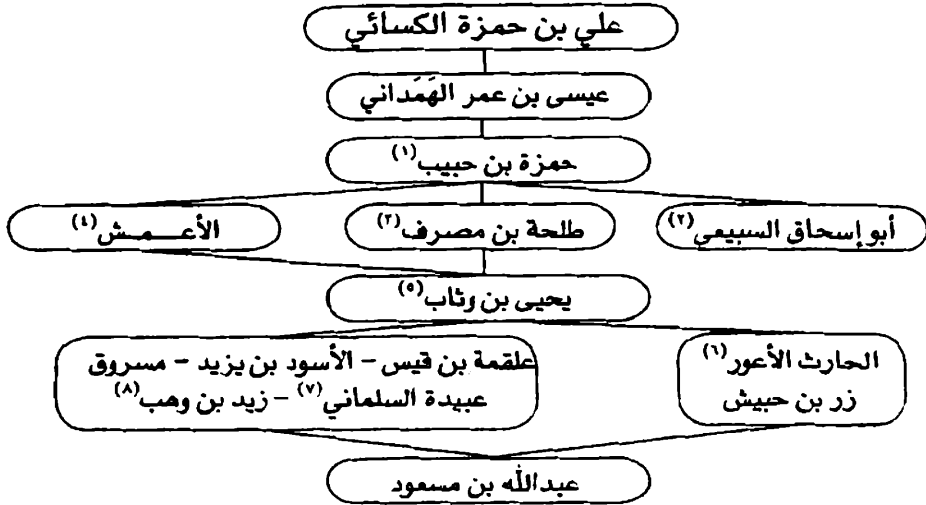 علي بن حمزة الكسائي
عيسى بن عمر الهَمَداني
حمزة بن حبيب (١)
أبو إسحاق السبيعي (٢)
طلحة بن مصرف (٣)
الأعـــمـــش (٤)
يحيى بن وثاب (٥)
الحارث الأعور (٦)
زر بن حبيش
علقمة بن قيس – الأسود بن يزيد – مسروق
عبيدة السلماني (٧) – زيد بن وهب (٨)
عبدالله بن مسعود